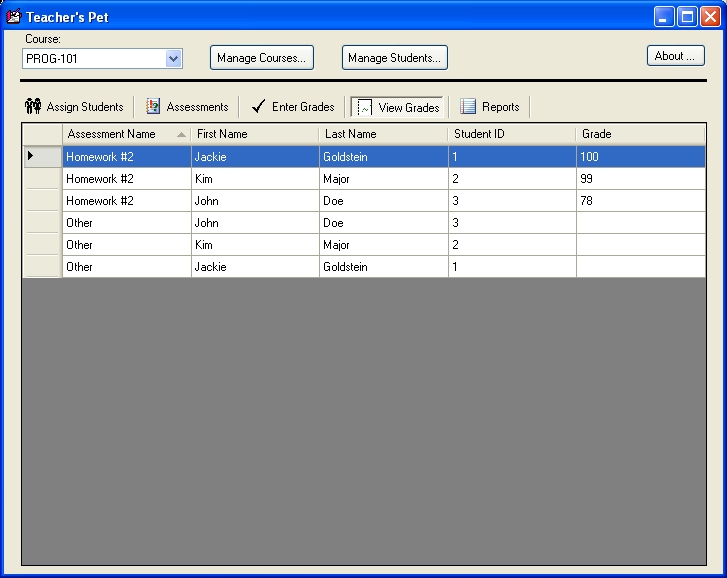 Teacher's Pet
Course:
PROG-101 Manage Courses... Manage Students... About ...
Assign Students Assessments Enter Grades View Grades Reports
Assessment Name First Name Last Name Student ID Grade
Homework #2 Jackie Goldstein 1 100
Homework #2 Kim Major 2 99
Homework #2 John Doe 3 78
Other John Doe 3
Other Kim Major 2
Other Jackie Goldstein 1